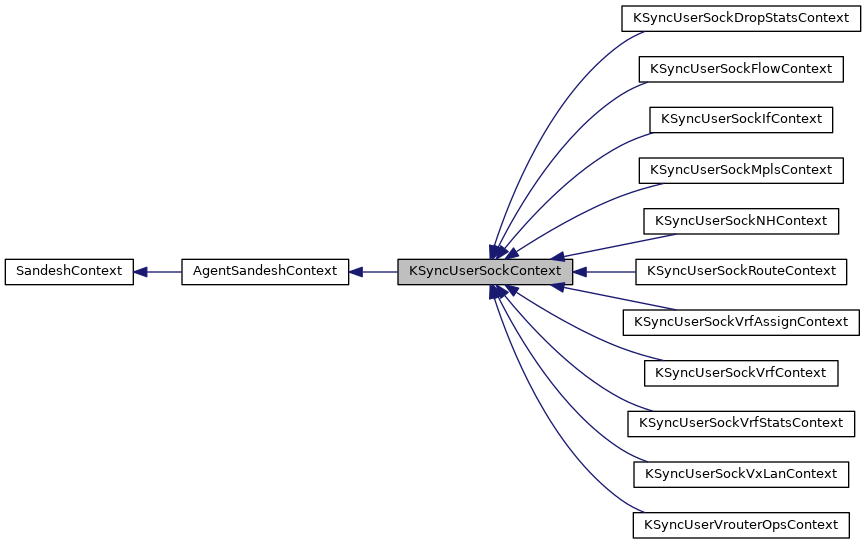 KSyncUserSockDropStatsContext
KSyncUserSockFlowContext
KSyncUserSockIfContext
KSyncUserSockMplsContext
KSyncUserSockNHContext
SandeshContext
AgentSandeshContext
KSyncUserSockContext
KSyncUserSockRouteContext
KSyncUserSockVrfAssignContext
KSyncUserSockVrfContext
KSyncUserSockVrfStatsContext
KSyncUserSockVxLanContext
KSyncUserVrouterOpsContext